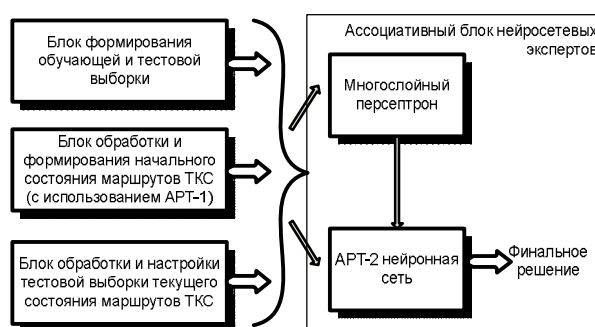 Блок формирования
обучающей и тестовой
выборки
Блок обработки и
формирования начального
состояния маршрутов ТКС
(с использованием АРТ-1)
Блок обработки и настройки
тестовой выборки текущего
состояния маршрутов ТКС
Ассоциативный блок нейросетевых
экспертов
Многослойный
персептрон
АРТ-2 нейронная
сеть
Финальное
решение